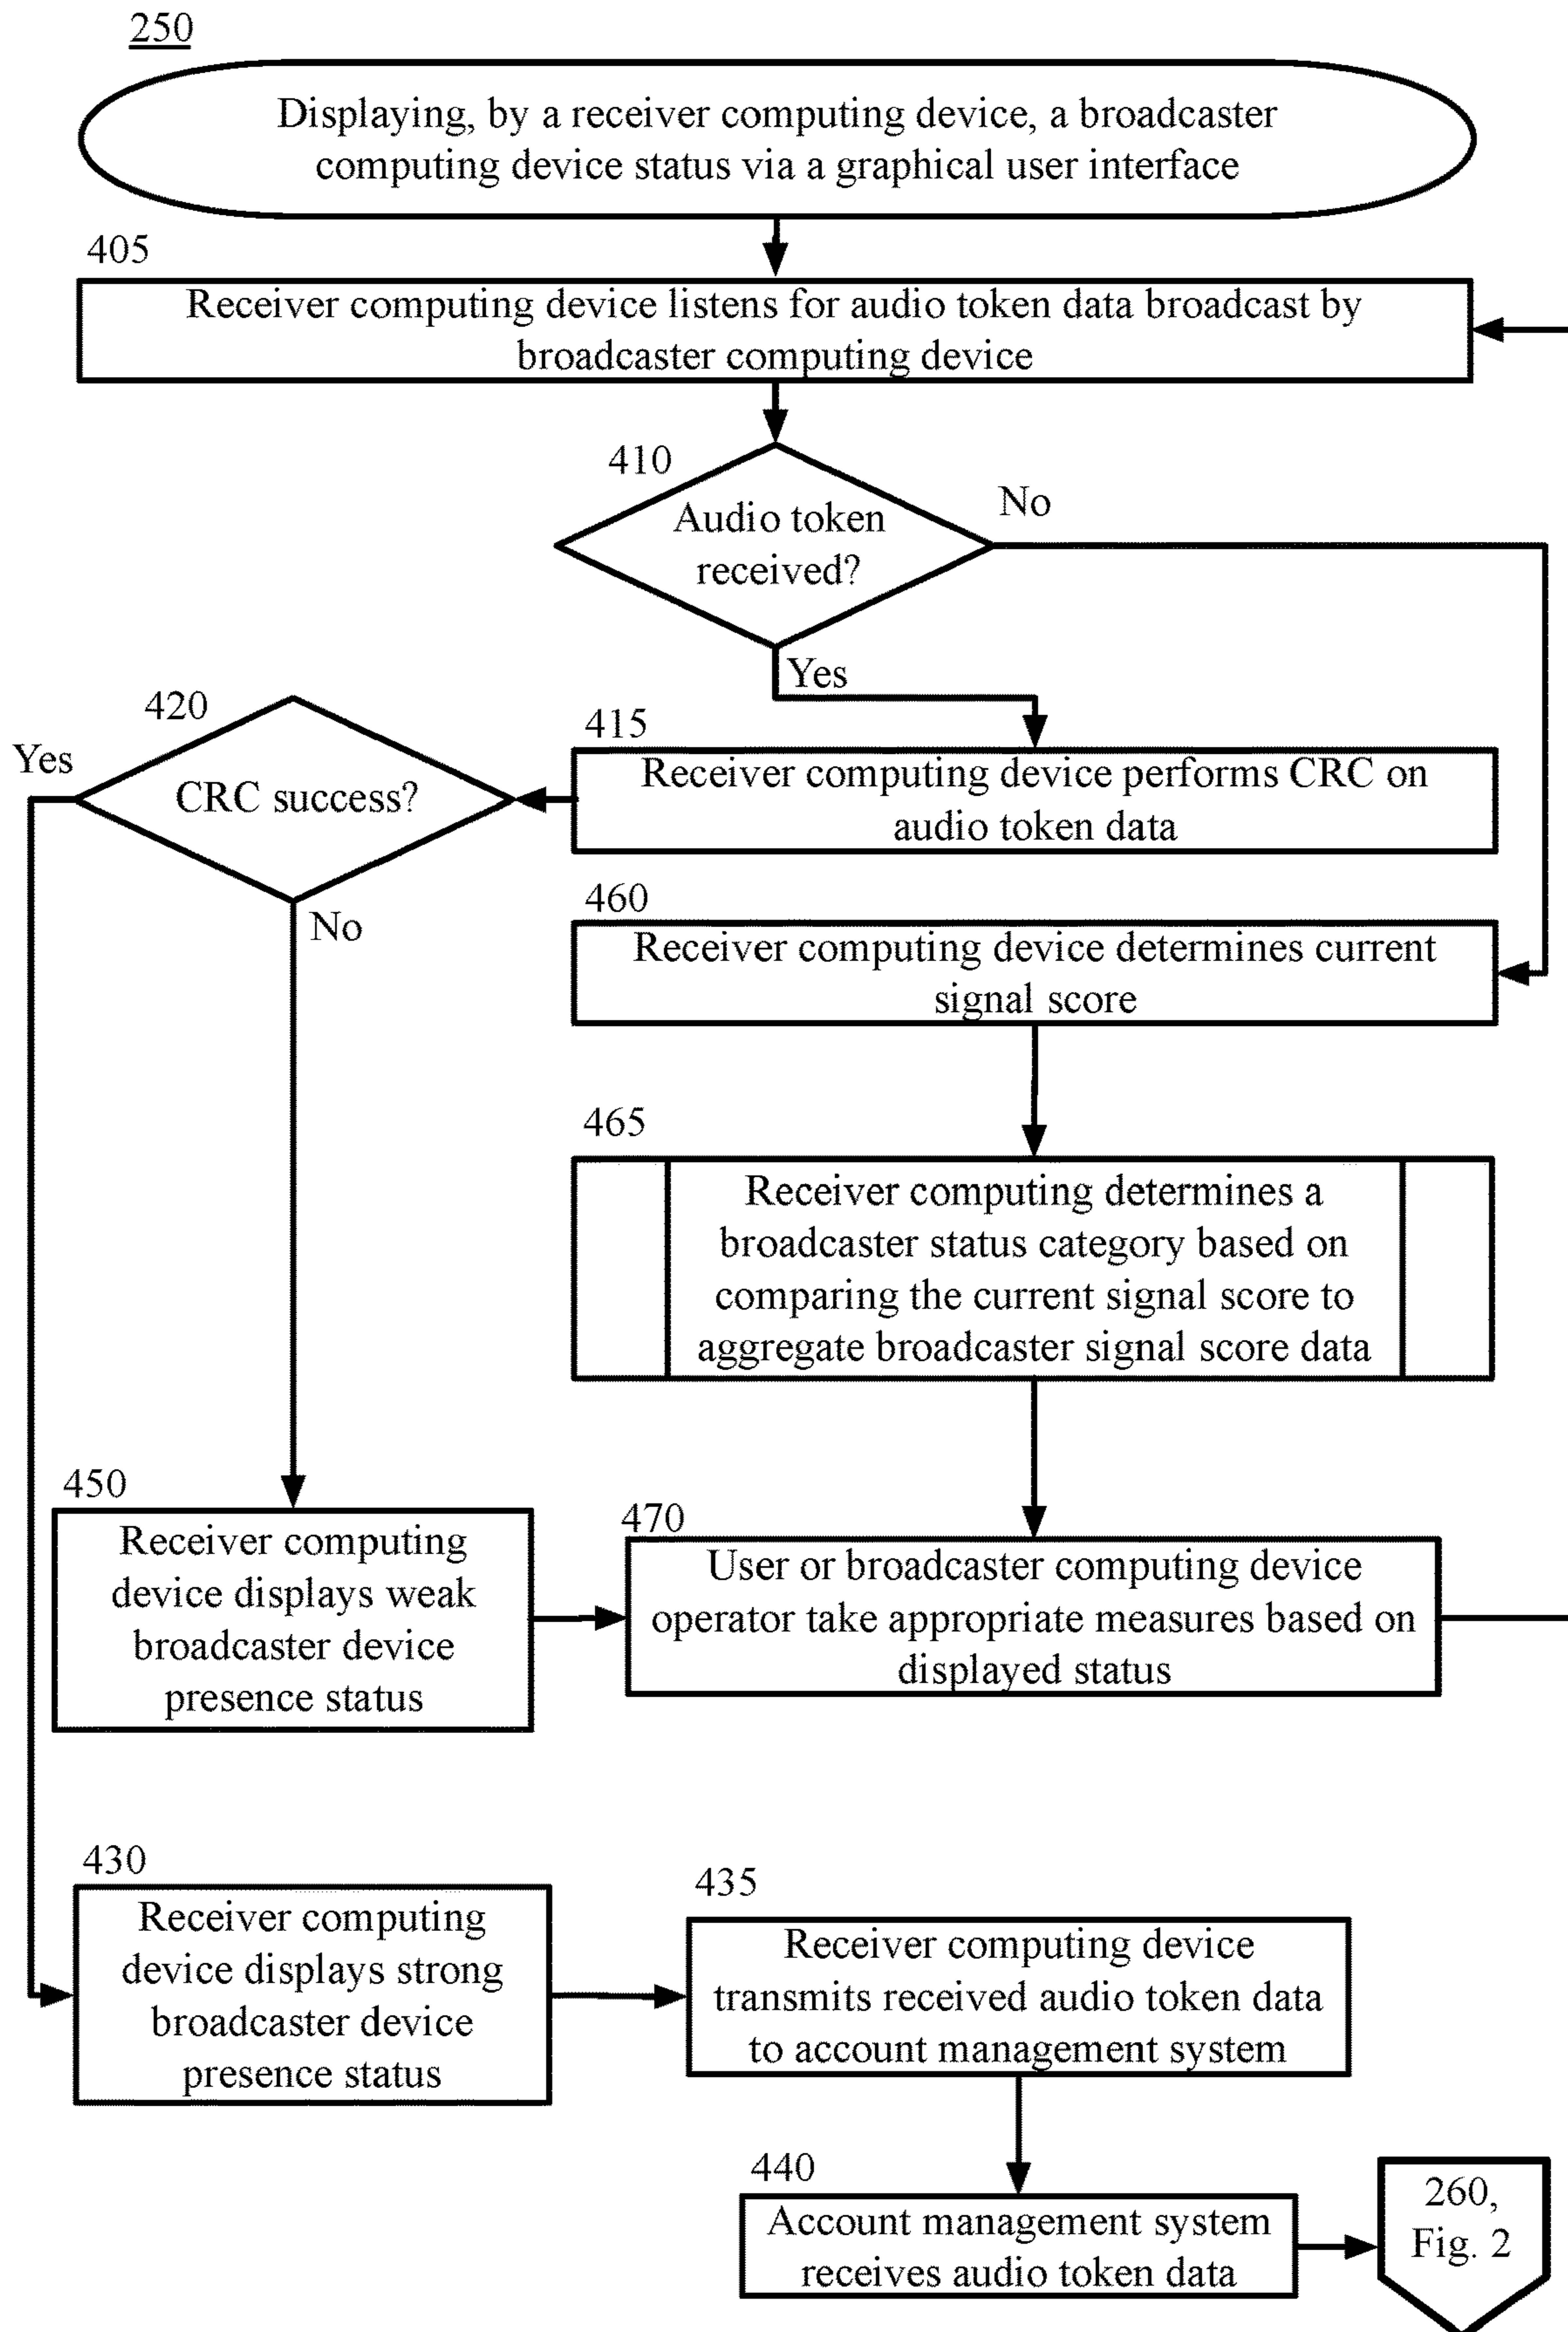 250
Displaying, by a receiver computing device, a broadcaster
computing device status via a graphical user interface
405
Receiver computing device listens for audio token data broadcast by
broadcaster computing device
410
Audio token
received?
No
Yes
415
Receiver computing device performs CRC on
audio token data
420
Yes
CRC success?
No
460
Receiver computing device determines current
signal score
465
Receiver computing determines a
broadcaster status category based on
comparing the current signal score to
aggregate broadcaster signal score data
450
Receiver computing
device displays weak
broadcaster device
presence status
470
User or broadcaster computing device
operator take appropriate measures based on
displayed status
430
Receiver computing
device displays strong
broadcaster device
presence status
435
Receiver computing device
transmits received audio token data
to account management system
440
Account management system
receives audio token data
260,
Fig. 2